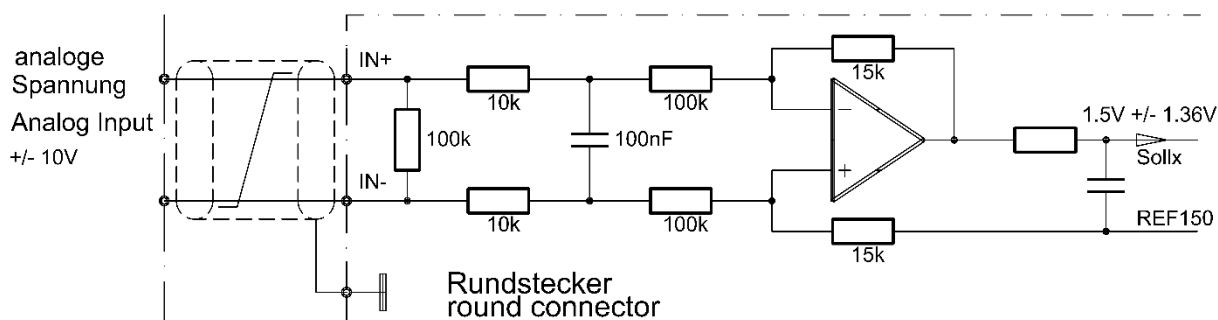 analoge
Spannung
Analog Input
+/- 10V
IN+
IN-
100k
10k
10k
100nF
100k
100k
15k
15k
−
+
1.5V +/- 1.36V
Sollx
REF150
Rundstecker
round connector